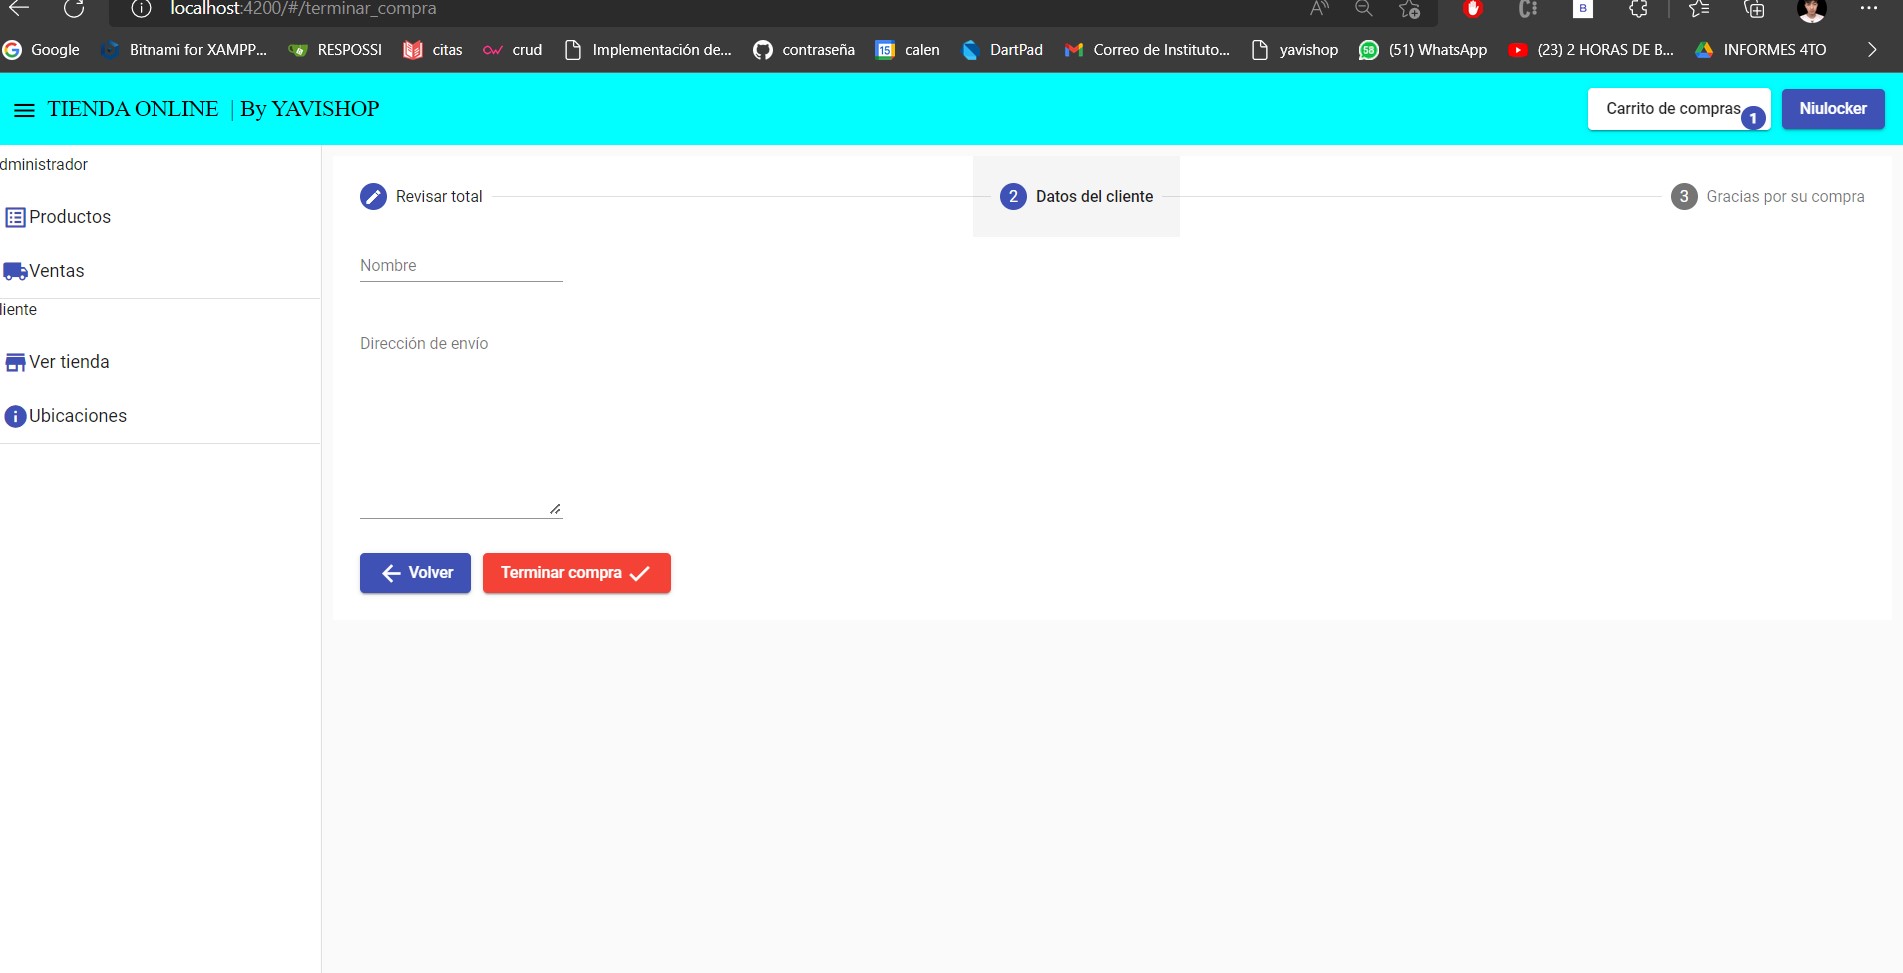 localhost:4200/#/terminar_compra
B
Google
Bitnami for XAMPP...
RESPOSSI
citas
crud
Implementación de...
contraseña
15
calen
DartPad
Correo de Instituto...
yavishop
58
(51) WhatsApp
(23) 2 HORAS DE B...
INFORMES 4TO
TIENDA ONLINE | By YAVISHOP
Carrito de compras
1
Niulocker
dministrador
Productos
Ventas
liente
Ver tienda
Ubicaciones
Revisar total
2 Datos del cliente
3 Gracias por su compra
Nombre
Dirección de envío
Volver
Terminar compra